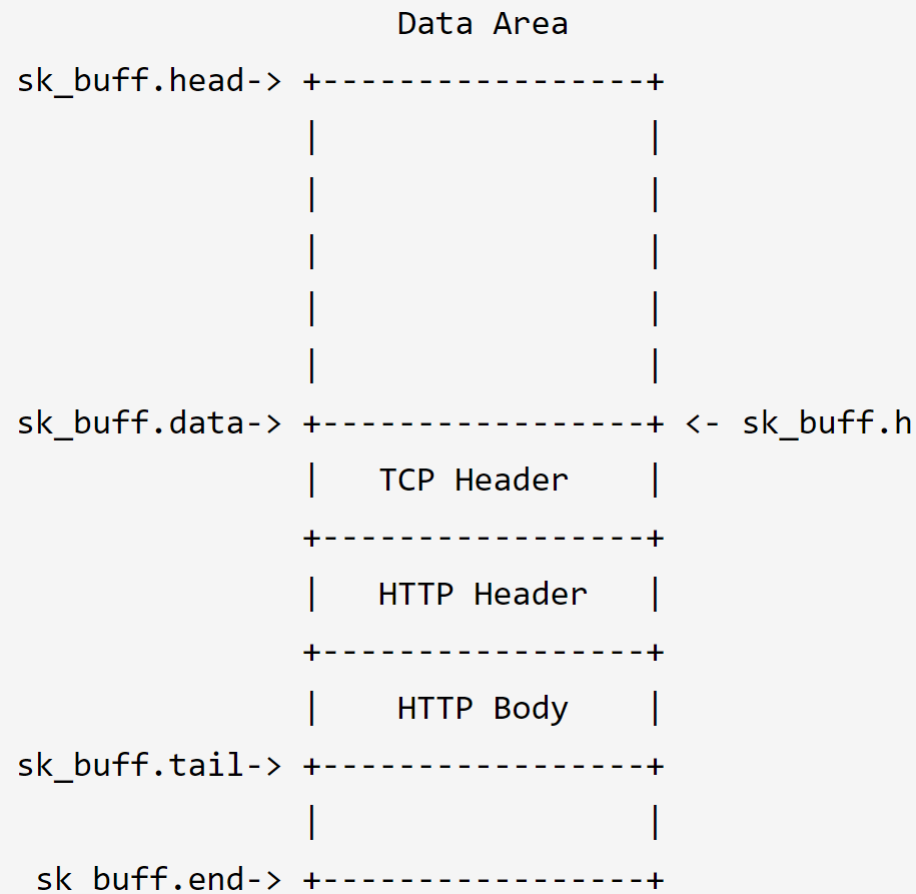 Data Area
sk_buff.head-> +-----------------+
|                 |
|                 |
|                 |
|                 |
|                 |
sk_buff.data-> +-----------------+ <- sk_buff.h
|   TCP Header    |
+-----------------+
|   HTTP Header   |
+-----------------+
|    HTTP Body    |
sk_buff.tail-> +-----------------+
|                 |
sk_buff.end-> +-----------------+